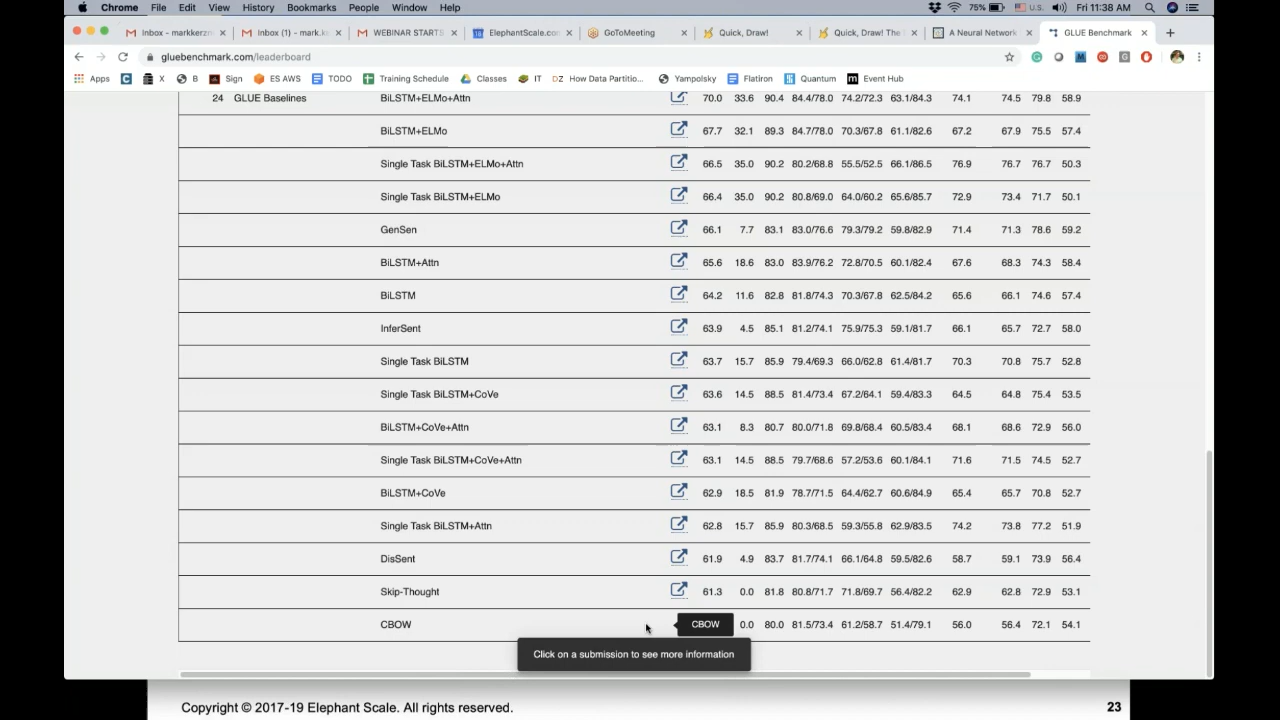 Chrome File Edit View History Bookmarks People Window Help 75% U.S. Fri 11:38 AM
Inbox - markkerzm × Inbox (1) - mark.k × WEBINAR START × ElephantScale.co × GoToMeeting × Quick, Draw! × Quick, Draw! The × A Neural Network × GLUE Benchmark ×
gluebenchmark.com/leaderboard
Apps X B Sign ES AWS TODO Training Schedule Classes IT DZ How Data Partitio... Yampolsky Flatiron Quantum Event Hub
24 GLUE Baselines BiLSTM+ELMo+Attn 70.0 33.6 90.4 84.4/78.0 74.2/72.3 63.1/84.3 74.1 74.5 79.8 58.9
BiLSTM+ELMo 67.7 32.1 89.3 84.7/78.0 70.3/67.8 61.1/82.6 67.2 67.9 75.5 57.4
Single Task BiLSTM+ELMo+Attn 66.5 35.0 90.2 80.2/68.8 55.5/52.5 66.1/86.5 76.9 76.7 76.7 50.3
Single Task BiLSTM+ELMo 66.4 35.0 90.2 80.8/69.0 64.0/60.2 65.6/85.7 72.9 73.4 71.7 50.1
GenSen 66.1 7.7 83.1 83.0/76.6 79.3/79.2 59.8/82.9 71.4 71.3 78.6 59.2
BiLSTM+Attn 65.6 18.6 83.0 83.9/76.2 72.8/70.5 60.1/82.4 67.6 68.3 74.3 58.4
BiLSTM 64.2 11.6 82.8 81.8/74.3 70.3/67.8 62.5/84.2 65.6 66.1 74.6 57.4
InferSent 63.9 4.5 85.1 81.2/74.1 75.9/75.3 59.1/81.7 66.1 65.7 72.7 58.0
Single Task BiLSTM 63.7 15.7 85.9 79.4/69.3 66.0/62.8 61.4/81.7 70.3 70.8 75.7 52.8
Single Task BiLSTM+CoVe 63.6 14.5 88.5 81.4/73.4 67.2/64.1 59.4/83.3 64.5 64.8 75.4 53.5
BiLSTM+CoVe+Attn 63.1 8.3 80.7 80.0/71.8 69.8/68.4 60.5/83.4 68.1 68.6 72.9 56.0
Single Task BiLSTM+CoVe+Attn 63.1 14.5 88.5 79.7/68.6 57.2/53.6 60.1/84.1 71.6 71.5 74.5 52.7
BiLSTM+CoVe 62.9 18.5 81.9 78.7/71.5 64.4/62.7 60.6/84.9 65.4 65.7 70.8 52.7
Single Task BiLSTM+Attn 62.8 15.7 85.9 80.3/68.5 59.3/55.8 62.9/83.5 74.2 73.8 77.2 51.9
DisSent 61.9 4.9 83.7 81.7/74.1 66.1/64.8 59.5/82.6 58.7 59.1 73.9 56.4
Skip-Thought 61.3 0.0 81.8 80.8/71.7 71.8/69.7 56.4/82.2 62.9 62.8 72.9 53.1
CBOW CBOW 0.0 80.0 81.5/73.4 61.2/58.7 51.4/79.1 56.0 56.4 72.1 54.1
Click on a submission to see more information
Copyright © 2017-19 Elephant Scale. All rights reserved. 23